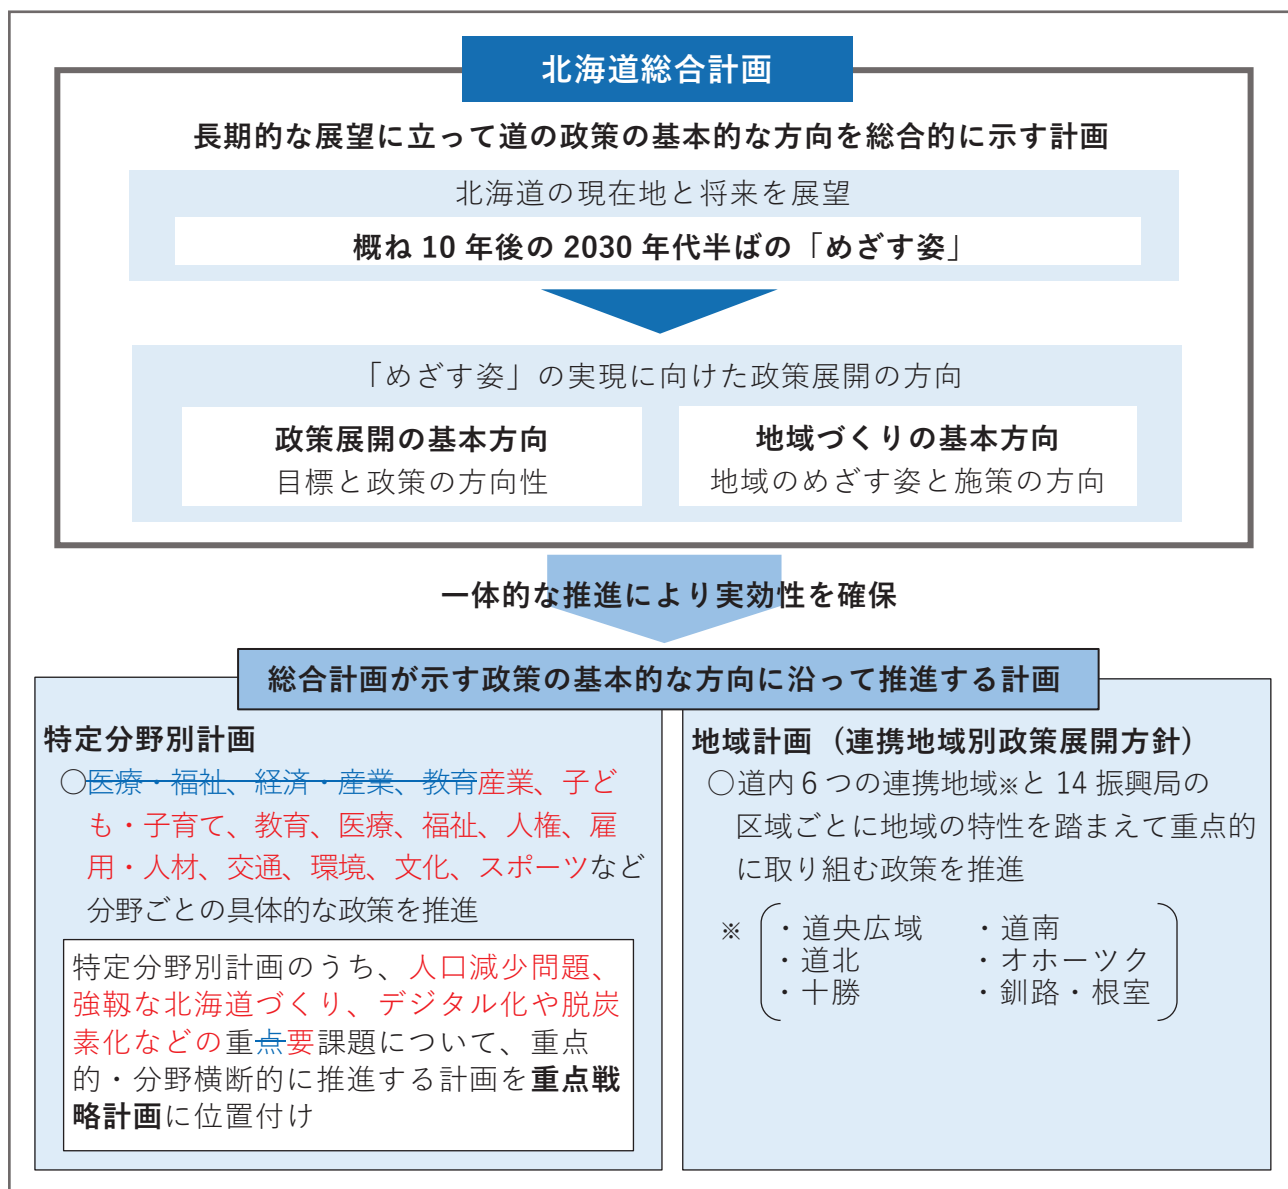 北海道総合計画
長期的な展望に立って道の政策の基本的な方向を総合的に示す計画
北海道の現在地と将来を展望
概ね 10 年後の 2030 年代半ばの「めざす姿」
「めざす姿」の実現に向けた政策展開の方向
政策展開の基本方向
目標と政策の方向性
地域づくりの基本方向
地域のめざす姿と施策の方向
一体的な推進により実効性を確保
総合計画が示す政策の基本的な方向に沿って推進する計画
特定分野別計画
○医療・福祉、経済・産業、教育産業、子ど
も・子育て、教育、医療、福祉、人権、雇
用・人材、交通、環境、文化、スポーツなど
分野ごとの具体的な政策を推進
特定分野別計画のうち、人口減少問題、
強靱な北海道づくり、デジタル化や脱炭
素化などの重点要課題について、重点
的・分野横断的に推進する計画を重点戦
略計画に位置付け
地域計画（連携地域別政策展開方針）
○道内６つの連携地域※と 14 振興局の
区域ごとに地域の特性を踏まえて重点的
に取り組む政策を推進
※ ・道央広域 ・道南
・道北 ・オホーツク
・十勝 ・釧路・根室